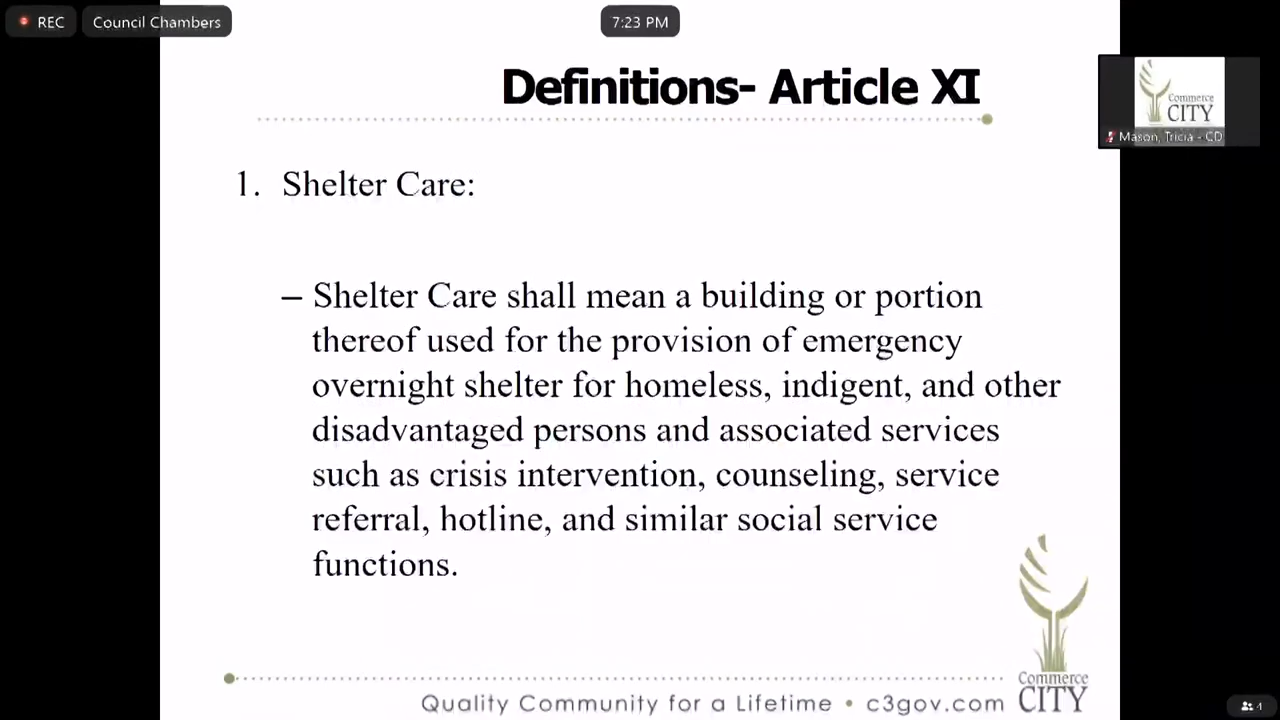 REC
Council Chambers
7:23 PM
Definitions- Article XI
Commerce
CITY
Mason, Tricia - CD
1. Shelter Care:
– Shelter Care shall mean a building or portion
thereof used for the provision of emergency
overnight shelter for homeless, indigent, and other
disadvantaged persons and associated services
such as crisis intervention, counseling, service
referral, hotline, and similar social service
functions.
Commerce
CITY
Quality Community for a Lifetime • c3gov.com
4